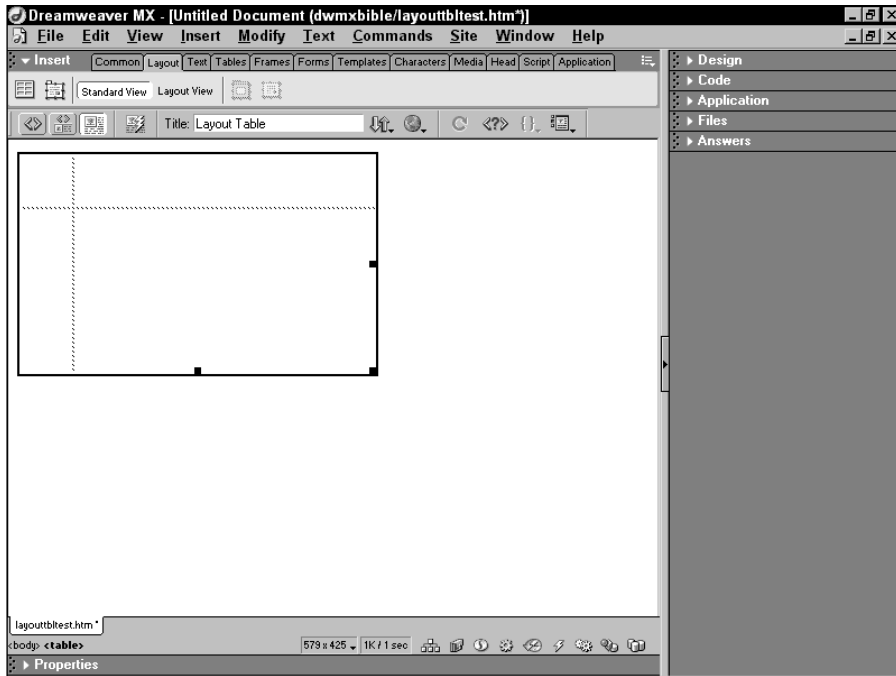 Dreamweaver MX - [Untitled Document (dwmxbible/layouttbltest.htm*)]
File Edit View Insert Modify Text Commands Site Window Help
Insert Common Layout Text Tables Frames Forms Templates Characters Media Head Script Application
Standard View Layout View
Title: Layout Table
Design
Code
Application
Files
Answers
layouttbltest.htm*
<body> <table> 579 x 425 1K / 1 sec
Properties